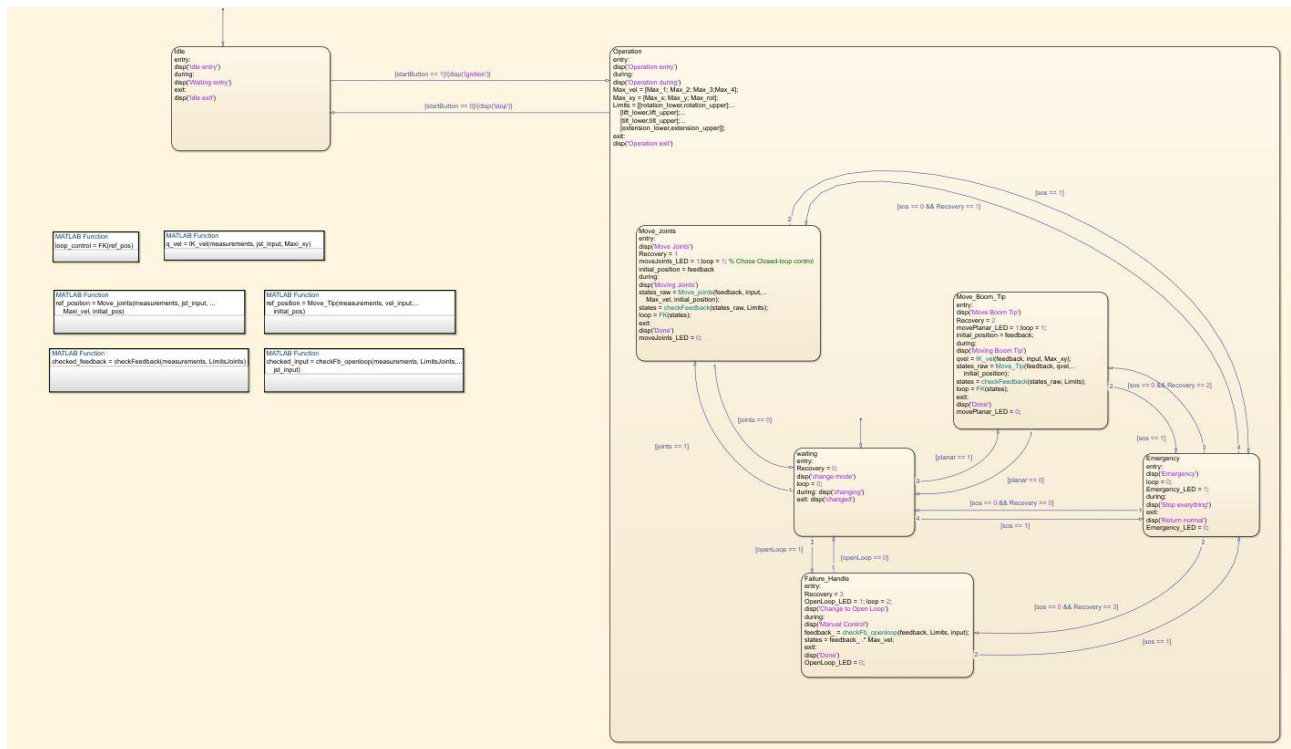 Idle
entry:
disp('Idle entry')
during:
disp('Waiting entry')
exit:
disp('Idle exit')
[startButton == 1]/{disp('Ignition')}
[startButton == 0]/{disp('stop')}
Operation
entry:
disp('Operation entry')
during:
disp('Operation during')
Max_vel = [Max_1; Max_2; Max_3;Max_4];
Max_xy = [Max_x; Max_y; Max_rot];
Limits = [[rotation_lower,rotation_upper];...
[lift_lower,lift_upper];...
[tilt_lower,tilt_upper];...
[extension_lower,extension_upper]];
exit:
disp('Operation exit')
MATLAB Function
loop_control = FK(ref_pos)
MATLAB Function
q_vel = IK_vel(measurements, jst_input, Maxi_xy)
MATLAB Function
ref_position = Move_joints(measurements, jst_input, ...
Maxi_vel, initial_pos)
MATLAB Function
ref_position = Move_Tip(measurements, vel_input,...
initial_pos)
MATLAB Function
checked_feedback = checkFeedback(measurements, LimitsJoints)
MATLAB Function
checked_input = checkFb_openloop(measurements, LimitsJoints,...
jst_input)
[sos == 1]
[sos == 0 && Recovery == 1]
2
Move_Joints
entry:
disp('Move Joints')
Recovery = 1
moveJoints_LED = 1;loop = 1; % Chose Closed-loop control
initial_position = feedback
during:
disp('Moving Joints')
states_raw = Move_joints(feedback, input,...
Max_vel, initial_position);
states = checkFeedback(states_raw, Limits);
loop = FK(states);
exit:
disp('Done')
moveJoints_LED = 0;
1
Move_Boom_Tip
entry:
disp('Move Boom Tip')
Recovery = 2
movePlanar_LED = 1;loop = 1;
initial_position = feedback;
during:
disp('Moving Boom Tip')
qvel = IK_vel(feedback, input, Max_xy);
states_raw = Move_Tip(feedback, qvel,...
initial_position);
states = checkFeedback(states_raw, Limits);
loop = FK(states);
exit:
disp('Done')
movePlanar_LED = 0;
1
2
[sos == 0 && Recovery == 2]
[sos == 1]
[joints == 0]
[joints == 1]
waiting
entry:
Recovery = 0;
disp('change mode')
loop = 0;
during: disp('changing')
exit: disp('changed')
1
3
4
2
[planar == 1]
[planar == 0]
[sos == 0 && Recovery == 0]
[sos == 1]
3
4
Emergency
entry:
disp('Emergency')
loop = 0;
Emergency_LED = 1;
during:
disp('Stop everything')
exit:
disp('Return normal')
Emergency_LED = 0;
1
2
[openLoop == 1]
[openLoop == 0]
1
Failure_Handle
entry:
Recovery = 3
OpenLoop_LED = 1; loop = 2;
disp('Change to Open Loop')
during:
disp('Manual Control')
feedback_ = checkFb_openloop(feedback, Limits, input);
states = feedback_ .* Max_vel;
exit:
disp('Done')
OpenLoop_LED = 0;
2
[sos == 0 && Recovery == 3]
[sos == 1]